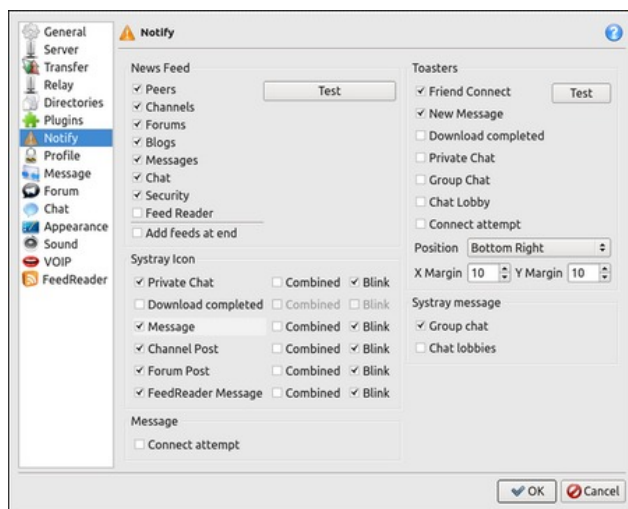 General
Server
Transfer
Relay
Directories
Plugins
Notify
Profile
Message
Forum
Chat
Appearance
Sound
VOIP
FeedReader
Notify
News Feed
Peers
Test
Channels
Forums
Blogs
Messages
Chat
Security
Feed Reader
Add feeds at end
Systray Icon
Private Chat Combined Blink
Download completed Combined Blink
Message Combined Blink
Channel Post Combined Blink
Forum Post Combined Blink
FeedReader Message Combined Blink
Message
Connect attempt
Toasters
Friend Connect Test
New Message
Download completed
Private Chat
Group Chat
Chat Lobby
Connect attempt
Position Bottom Right
X Margin 10 Y Margin 10
Systray message
Group chat
Chat lobbies
OK Cancel